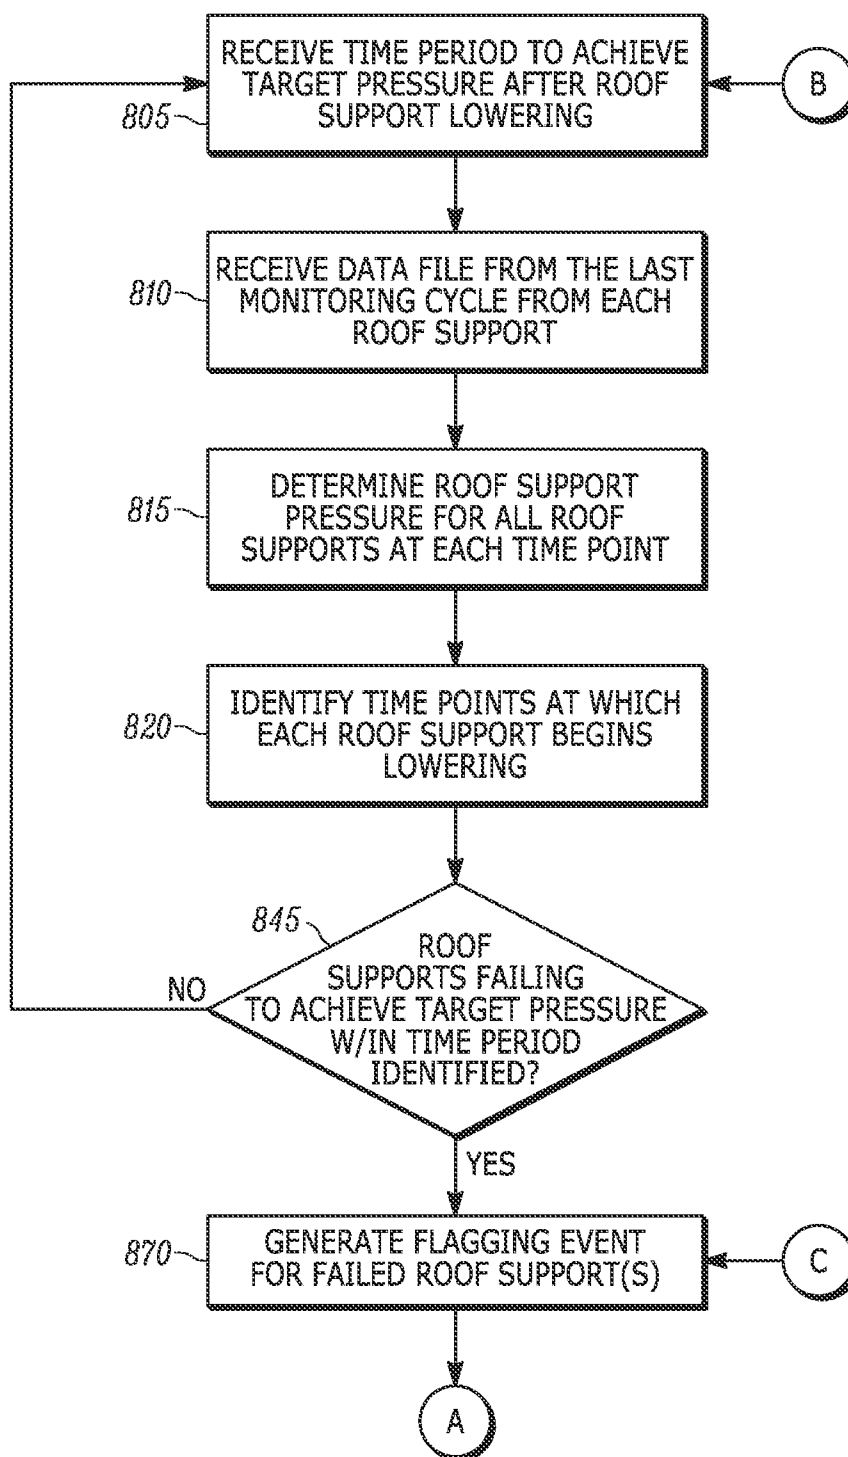 RECEIVE TIME PERIOD TO ACHIEVE
TARGET PRESSURE AFTER ROOF
SUPPORT LOWERING
805
B
RECEIVE DATA FILE FROM THE LAST
MONITORING CYCLE FROM EACH
ROOF SUPPORT
810
DETERMINE ROOF SUPPORT
PRESSURE FOR ALL ROOF
SUPPORTS AT EACH TIME POINT
815
IDENTIFY TIME POINTS AT WHICH
EACH ROOF SUPPORT BEGINS
LOWERING
820
845
ROOF
SUPPORTS FAILING
TO ACHIEVE TARGET PRESSURE
W/IN TIME PERIOD
IDENTIFIED?
NO
YES
GENERATE FLAGGING EVENT
FOR FAILED ROOF SUPPORT(S)
870
C
A